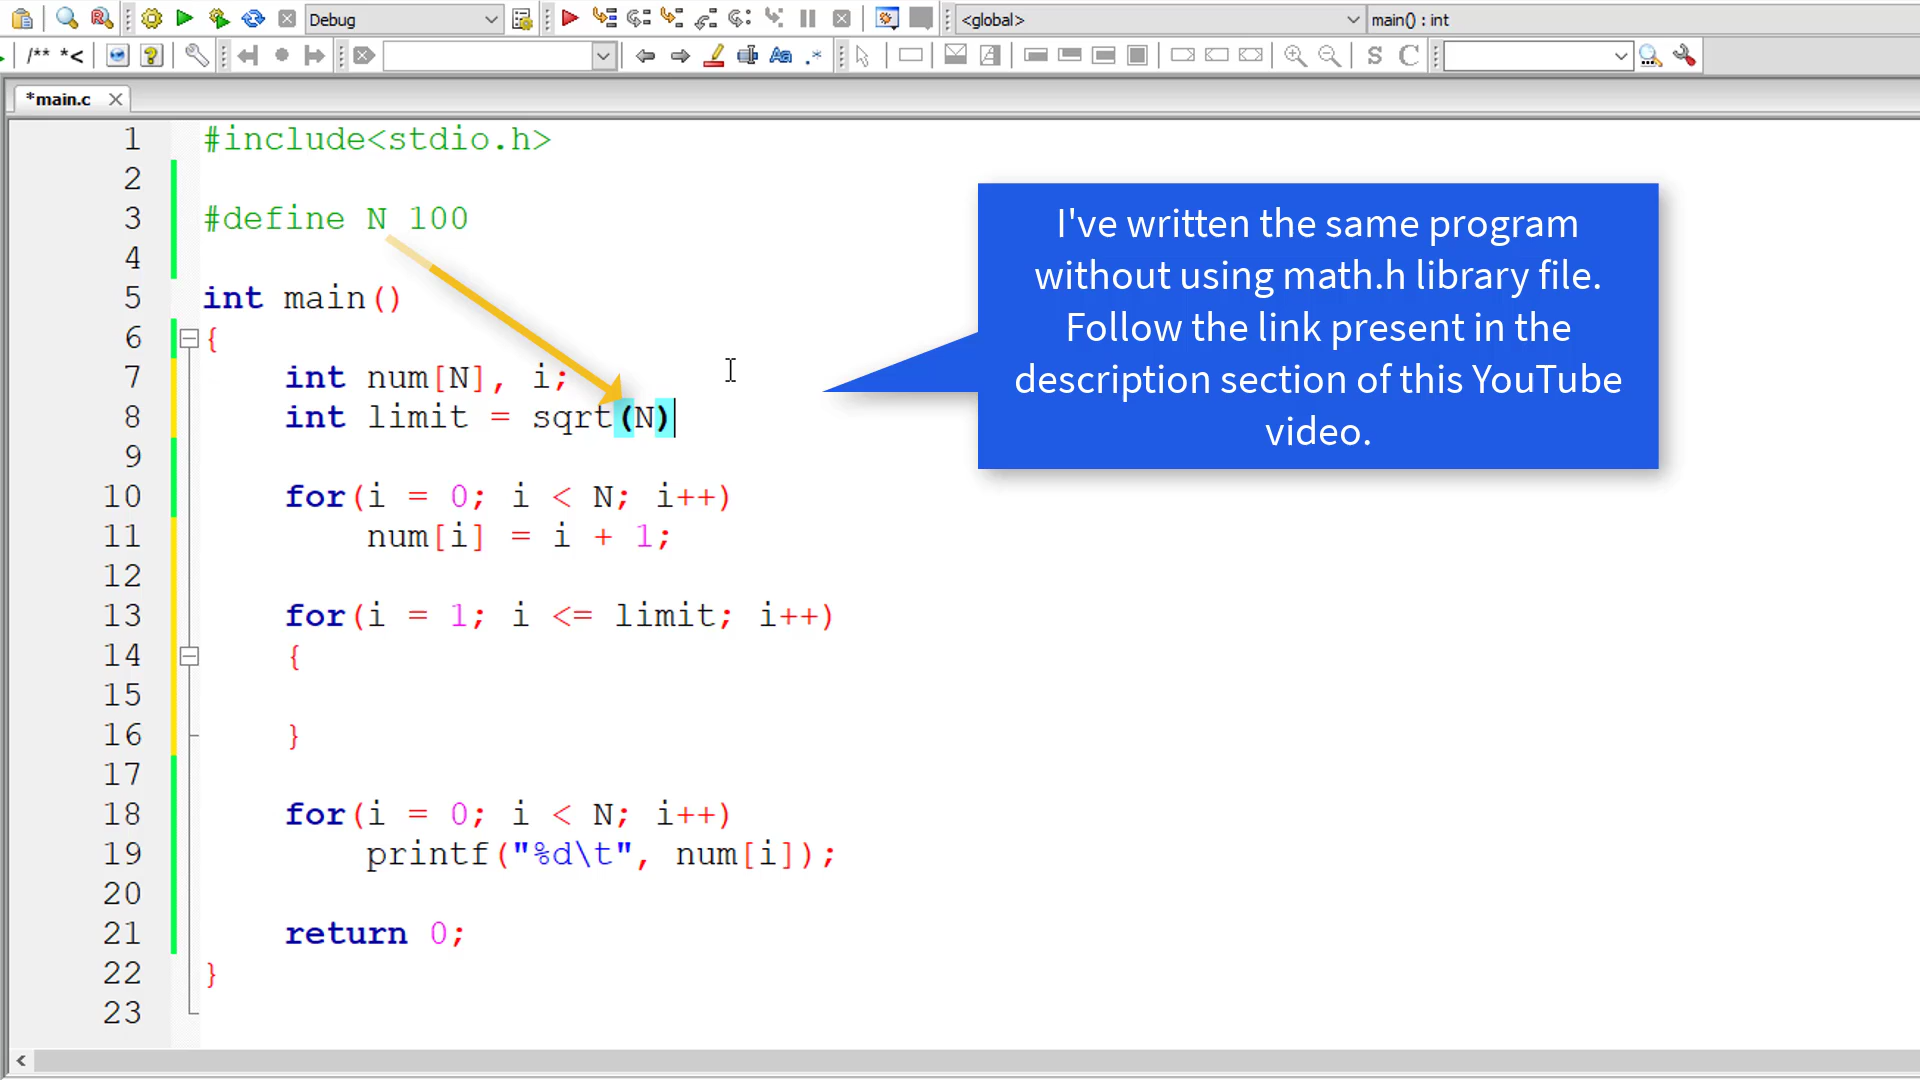 Debug
<global>
main() : int
/** *<
Aa
.*
S
C
*main.c
1 #include<stdio.h>
2
3 #define N 100
4
5 int main()
6 {
7 int num[N], i;
8 int limit = sqrt(N)
9
10 for(i = 0; i < N; i++)
11 num[i] = i + 1;
12
13 for(i = 1; i <= limit; i++)
14 {
15
16 }
17
18 for(i = 0; i < N; i++)
19 printf("%d\t", num[i]);
20
21 return 0;
22 }
23
I've written the same program
without using math.h library file.
Follow the link present in the
description section of this YouTube
video.